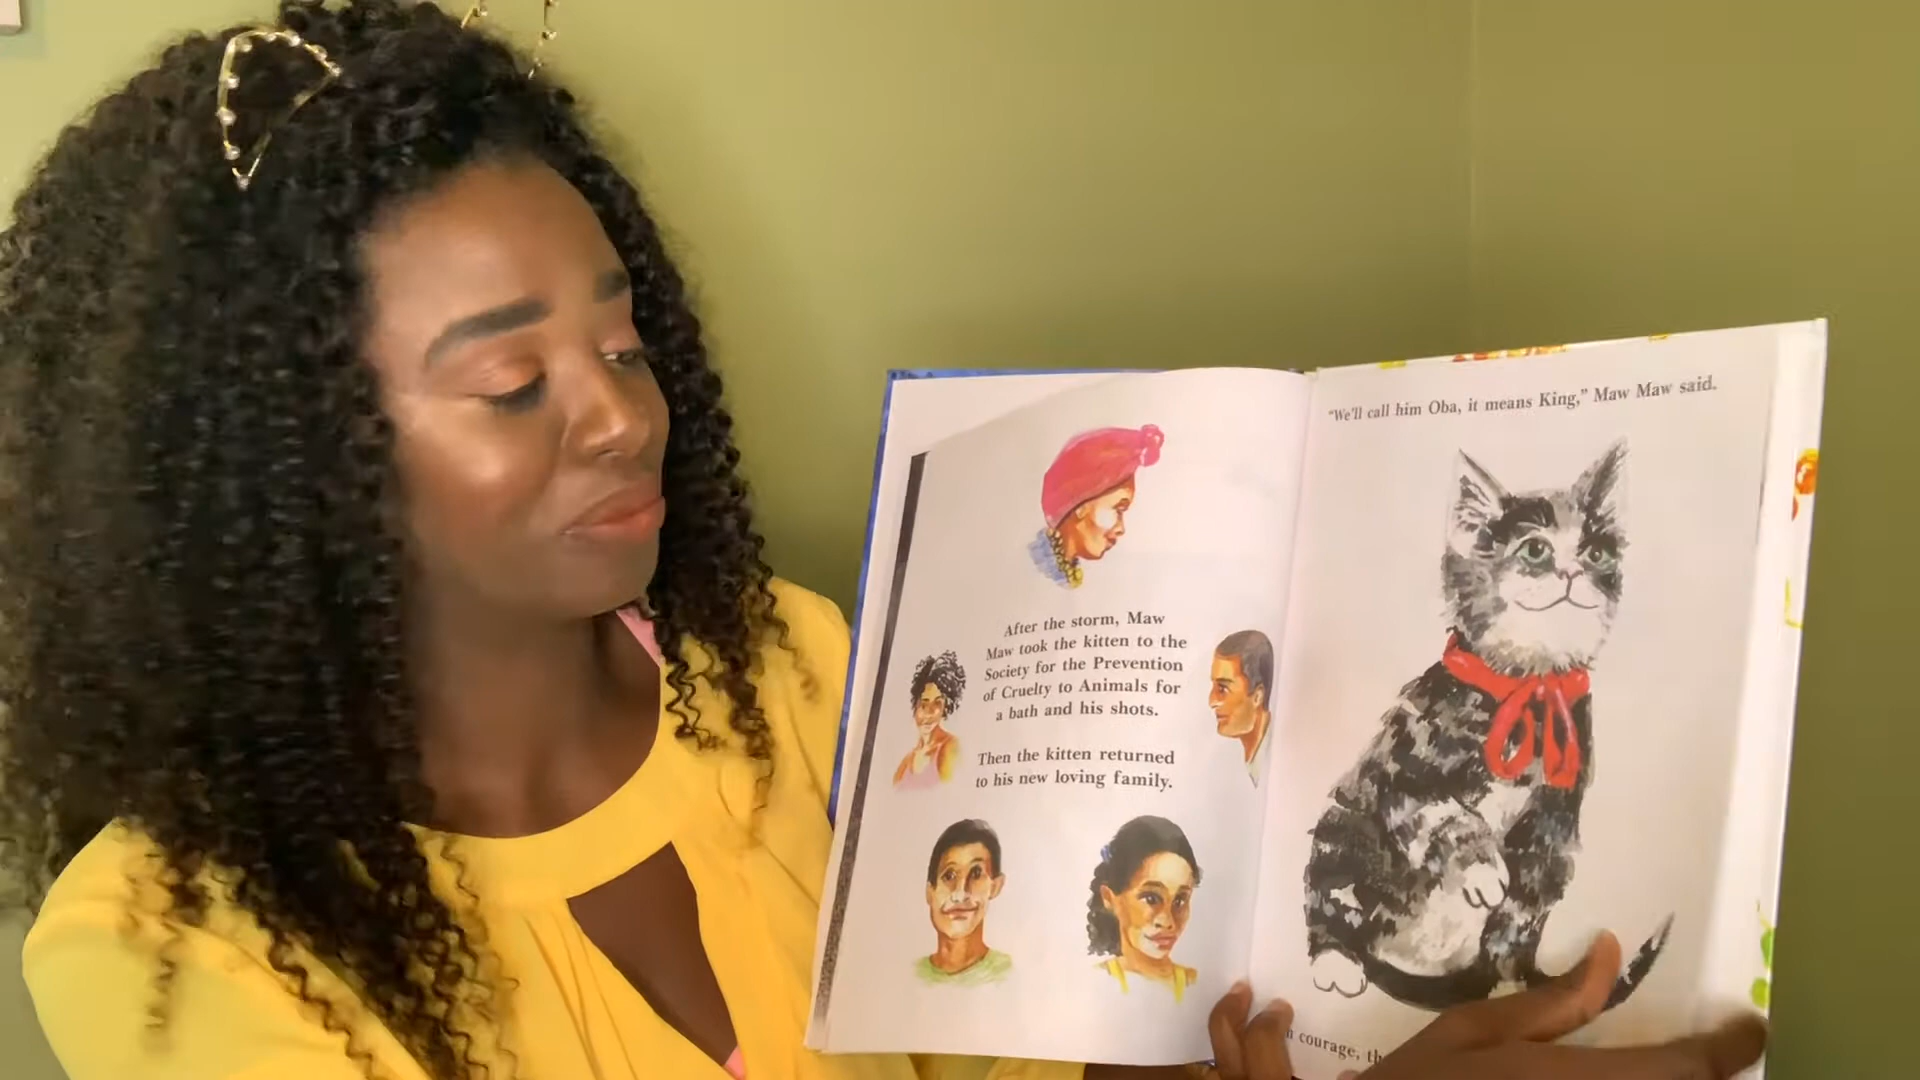 After the storm, Maw
Maw took the kitten to the
Society for the Prevention
of Cruelty to Animals for
a bath and his shots.
Then the kitten returned
to his new loving family.
"We'll call him Oba, it means King," Maw Maw said.
courage,